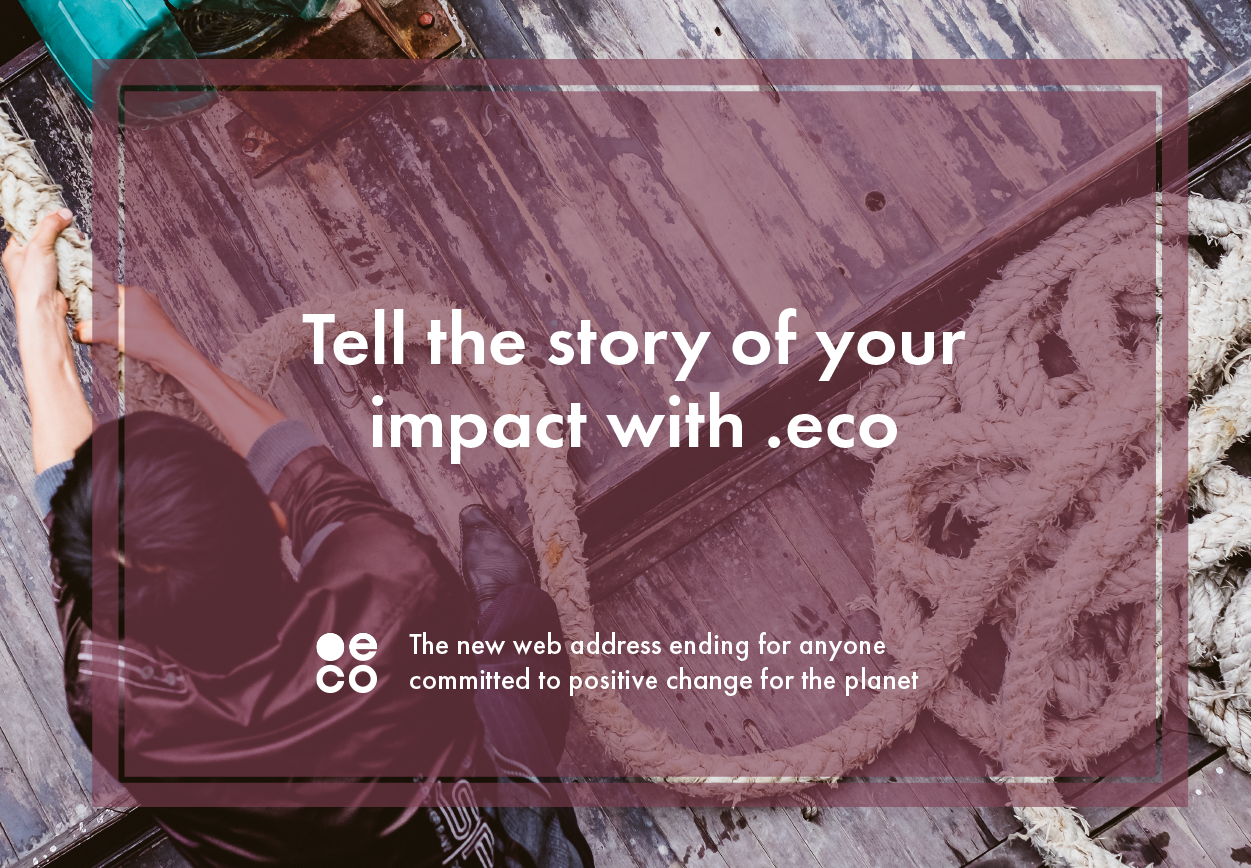 Tell the story of your
impact with .eco
.eco
The new web address ending for anyone
committed to positive change for the planet